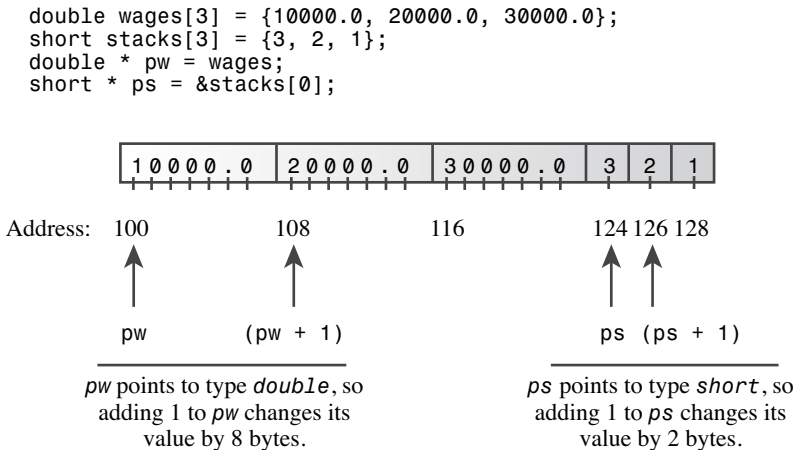 double wages[3] = {10000.0, 20000.0, 30000.0};
short stacks[3] = {3, 2, 1};
double * pw = wages;
short * ps = &stacks[0];
10000.0 20000.0 30000.0 3 2 1
Address: 100 108 116 124 126 128
pw (pw + 1) ps (ps + 1)
pw points to type double, so
adding 1 to pw changes its
value by 8 bytes.
ps points to type short, so
adding 1 to ps changes its
value by 2 bytes.